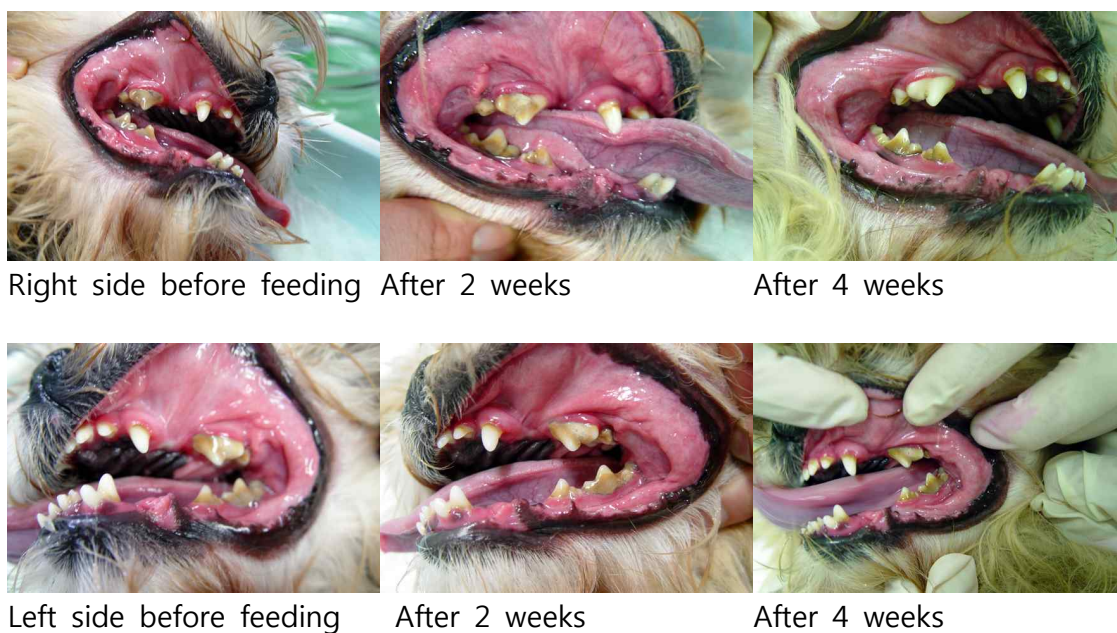 Right side before feeding After 2 weeks After 4 weeks
Left side before feeding After 2 weeks After 4 weeks